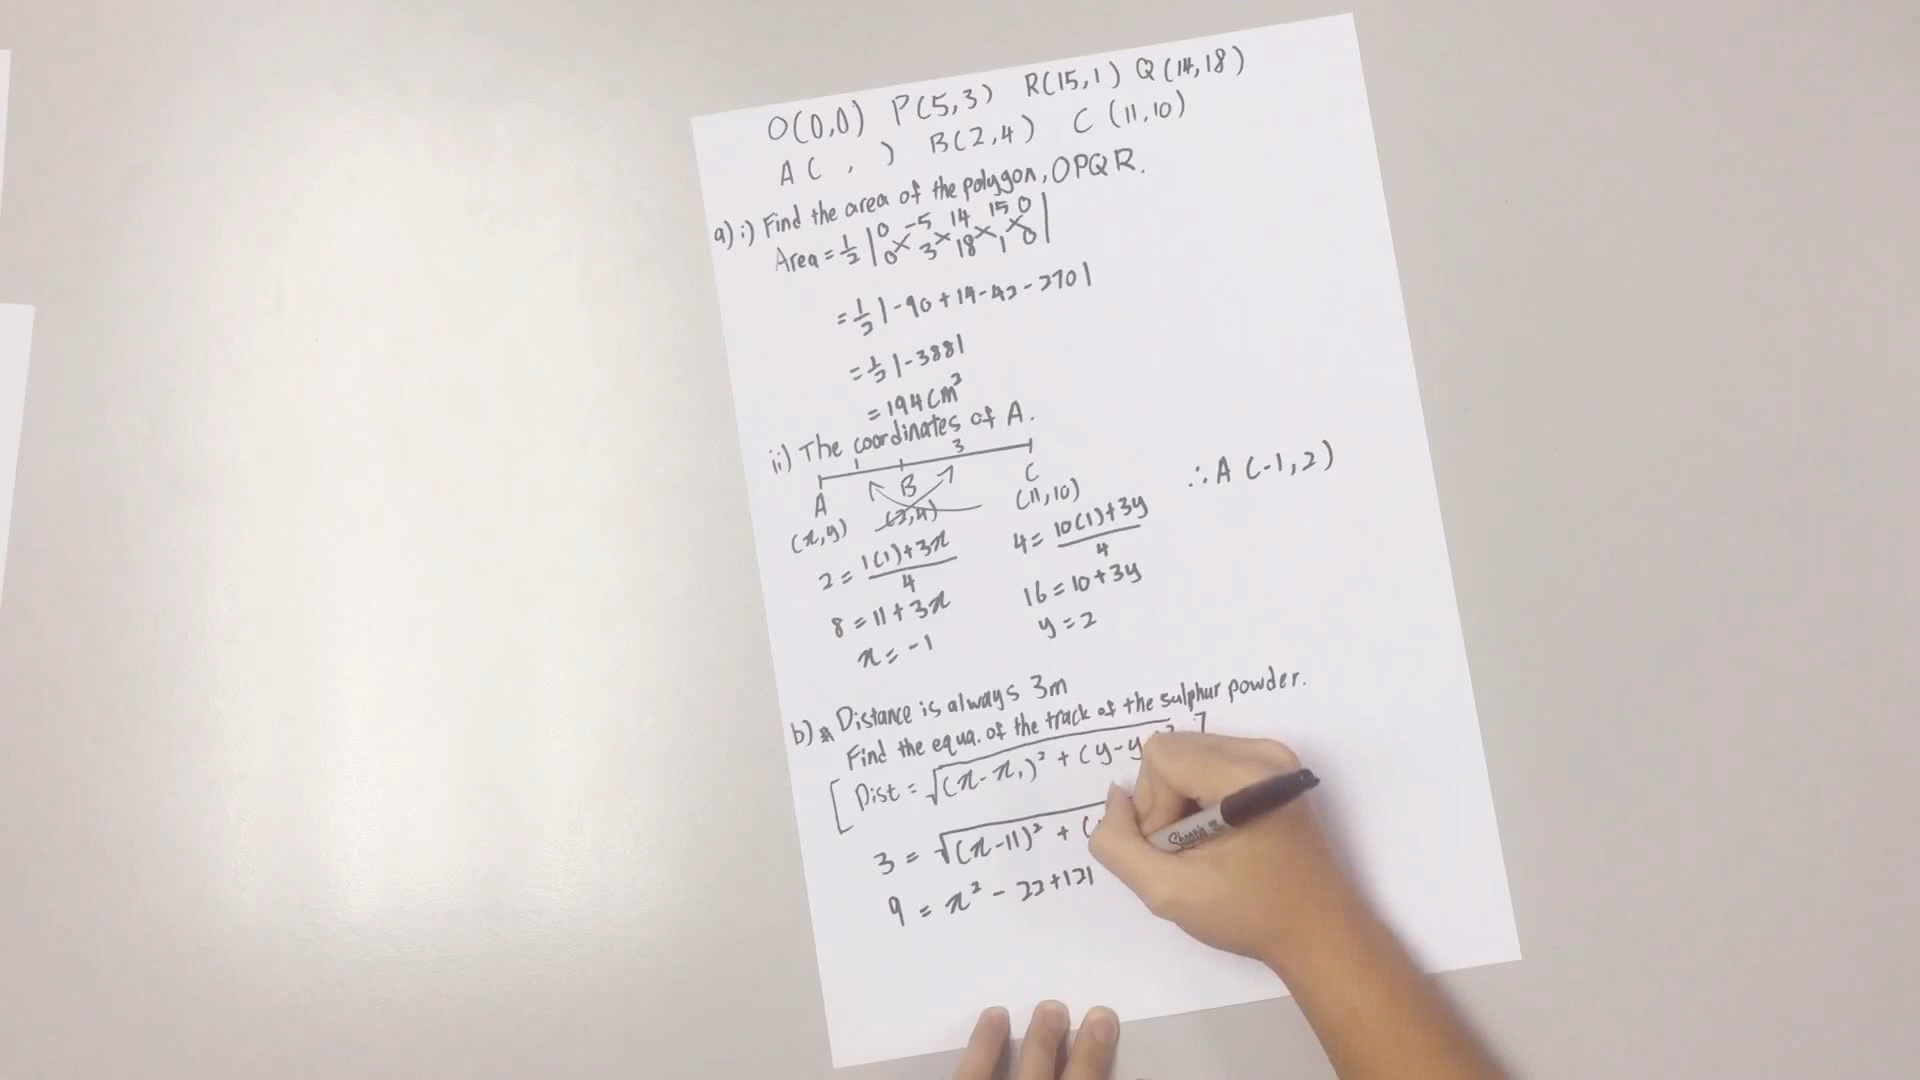 O(0,0) P(5,3) R(15,1) Q(14,18)
A( , ) B(2,4) C(11,10)
a) i) Find the area of the polygon, OPQR.
Area = 1/2 | 0 -5 14 15 0 |
0 3 18 1 0
= 1/2 |-90+14-42-270|
= 1/2 |-388|
= 194cm²
ii) The coordinates of A.
3
A B C
(x,y) (2,4) (11,10)
∴ A (-1,2)
2 = 1(1)+3x / 4
4 = 10(1)+3y / 4
8 = 11+3x
16 = 10+3y
x = -1
y = 2
b) Distance is always 3m
Find the equa. of the track of the sulphur powder.
[Dist = √(x-x₁)² + (y-y
3 = √(x-11)² + (
9 = x² - 22+121
Sharpie